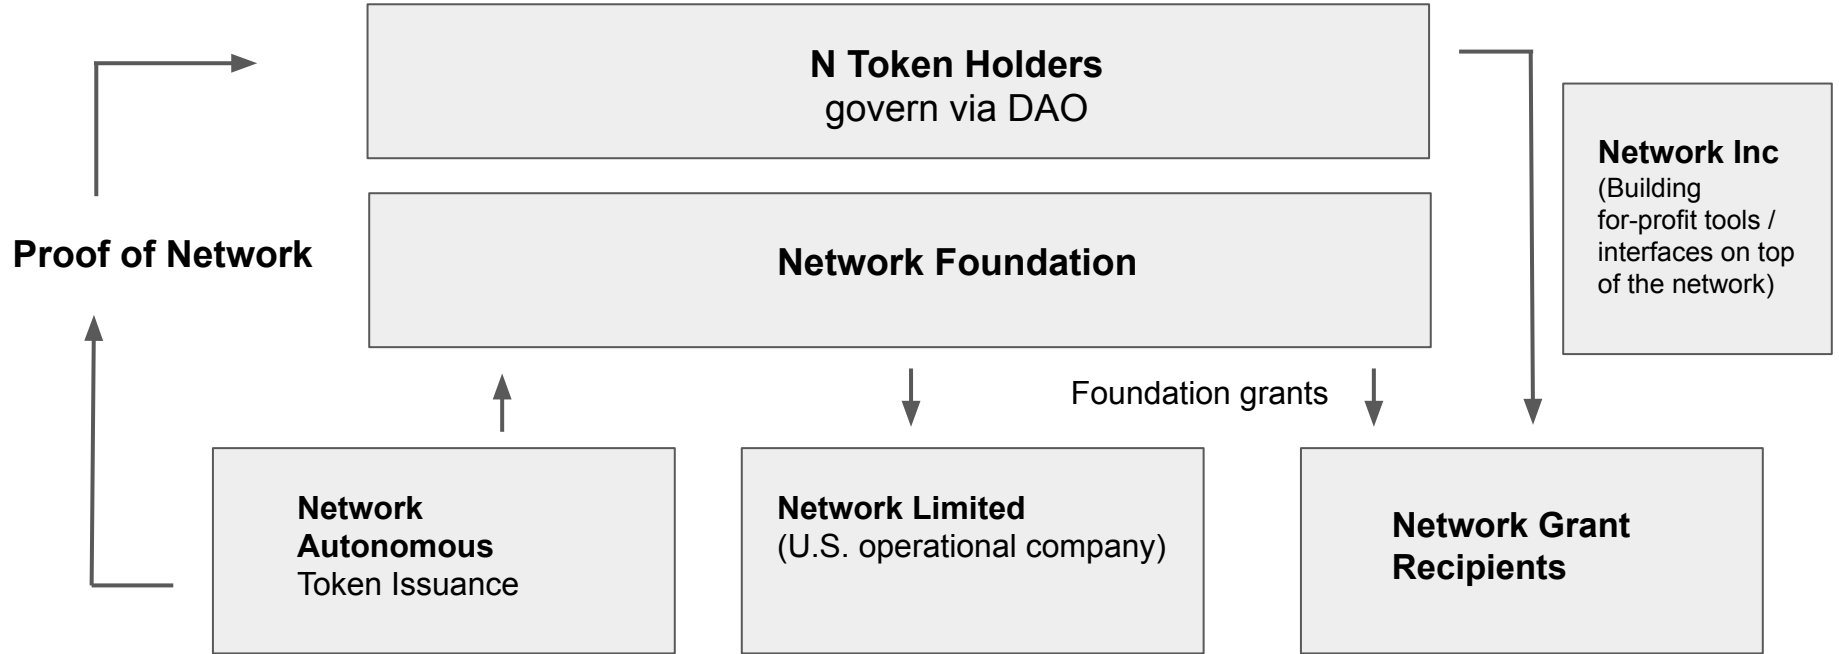 N Token Holders
govern via DAO
Network Inc
(Building
for-profit tools /
interfaces on top
of the network)
Proof of Network
Network Foundation
Foundation grants
Network
Autonomous
Token Issuance
Network Limited
(U.S. operational company)
Network Grant
Recipients